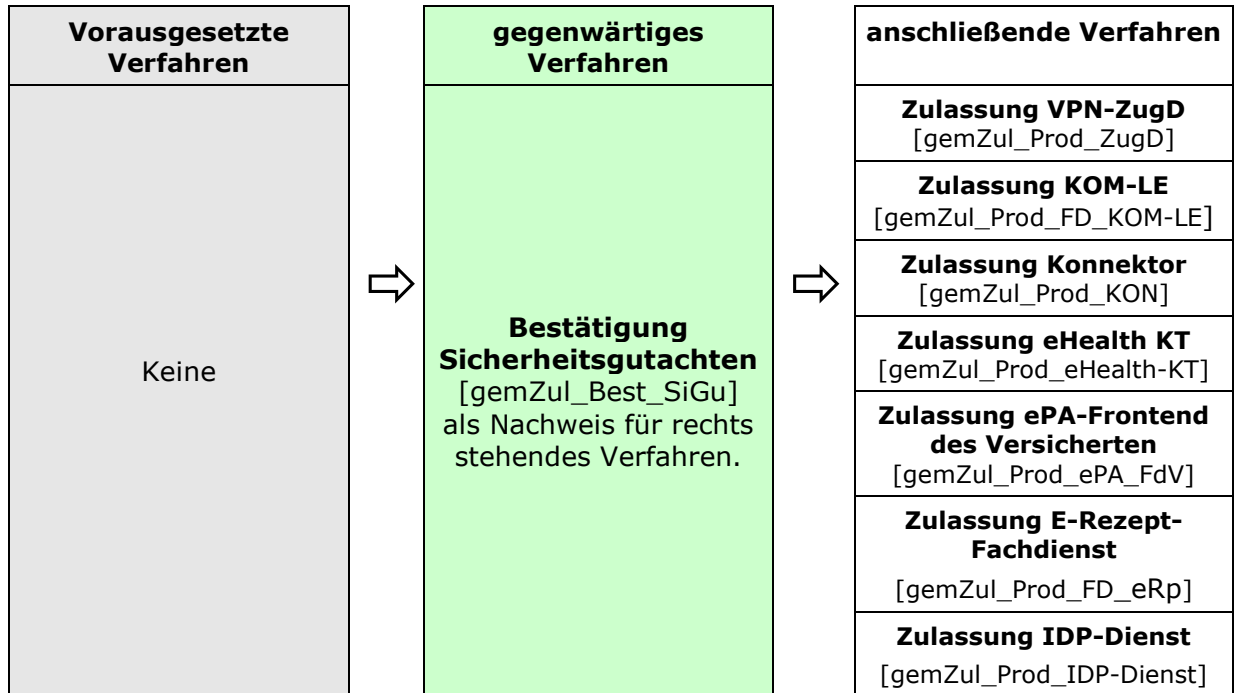 Vorausgesetzte
Verfahren
Keine
gegenwärtiges
Verfahren
Bestätigung
Sicherheitsgutachten
[gemZul_Best_SiGu]
als Nachweis für rechts
stehendes Verfahren.
anschließende Verfahren
Zulassung VPN-ZugD
[gemZul_Prod_ZugD]
Zulassung KOM-LE
[gemZul_Prod_FD_KOM-LE]
Zulassung Konnektor
[gemZul_Prod_KON]
Zulassung eHealth KT
[gemZul_Prod_eHealth-KT]
Zulassung ePA-Frontend
des Versicherten
[gemZul_Prod_ePA_FdV]
Zulassung E-Rezept-
Fachdienst
[gemZul_Prod_FD_eRp]
Zulassung IDP-Dienst
[gemZul_Prod_IDP-Dienst]